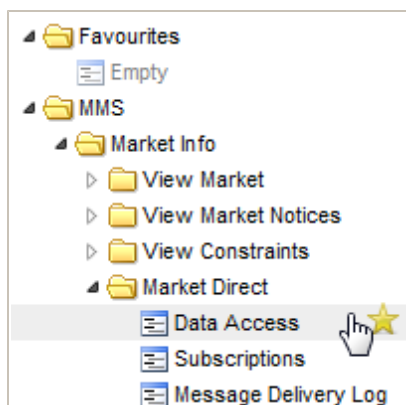 Favourites
Empty
MMS
Market Info
View Market
View Market Notices
View Constraints
Market Direct
Data Access
Subscriptions
Message Delivery Log